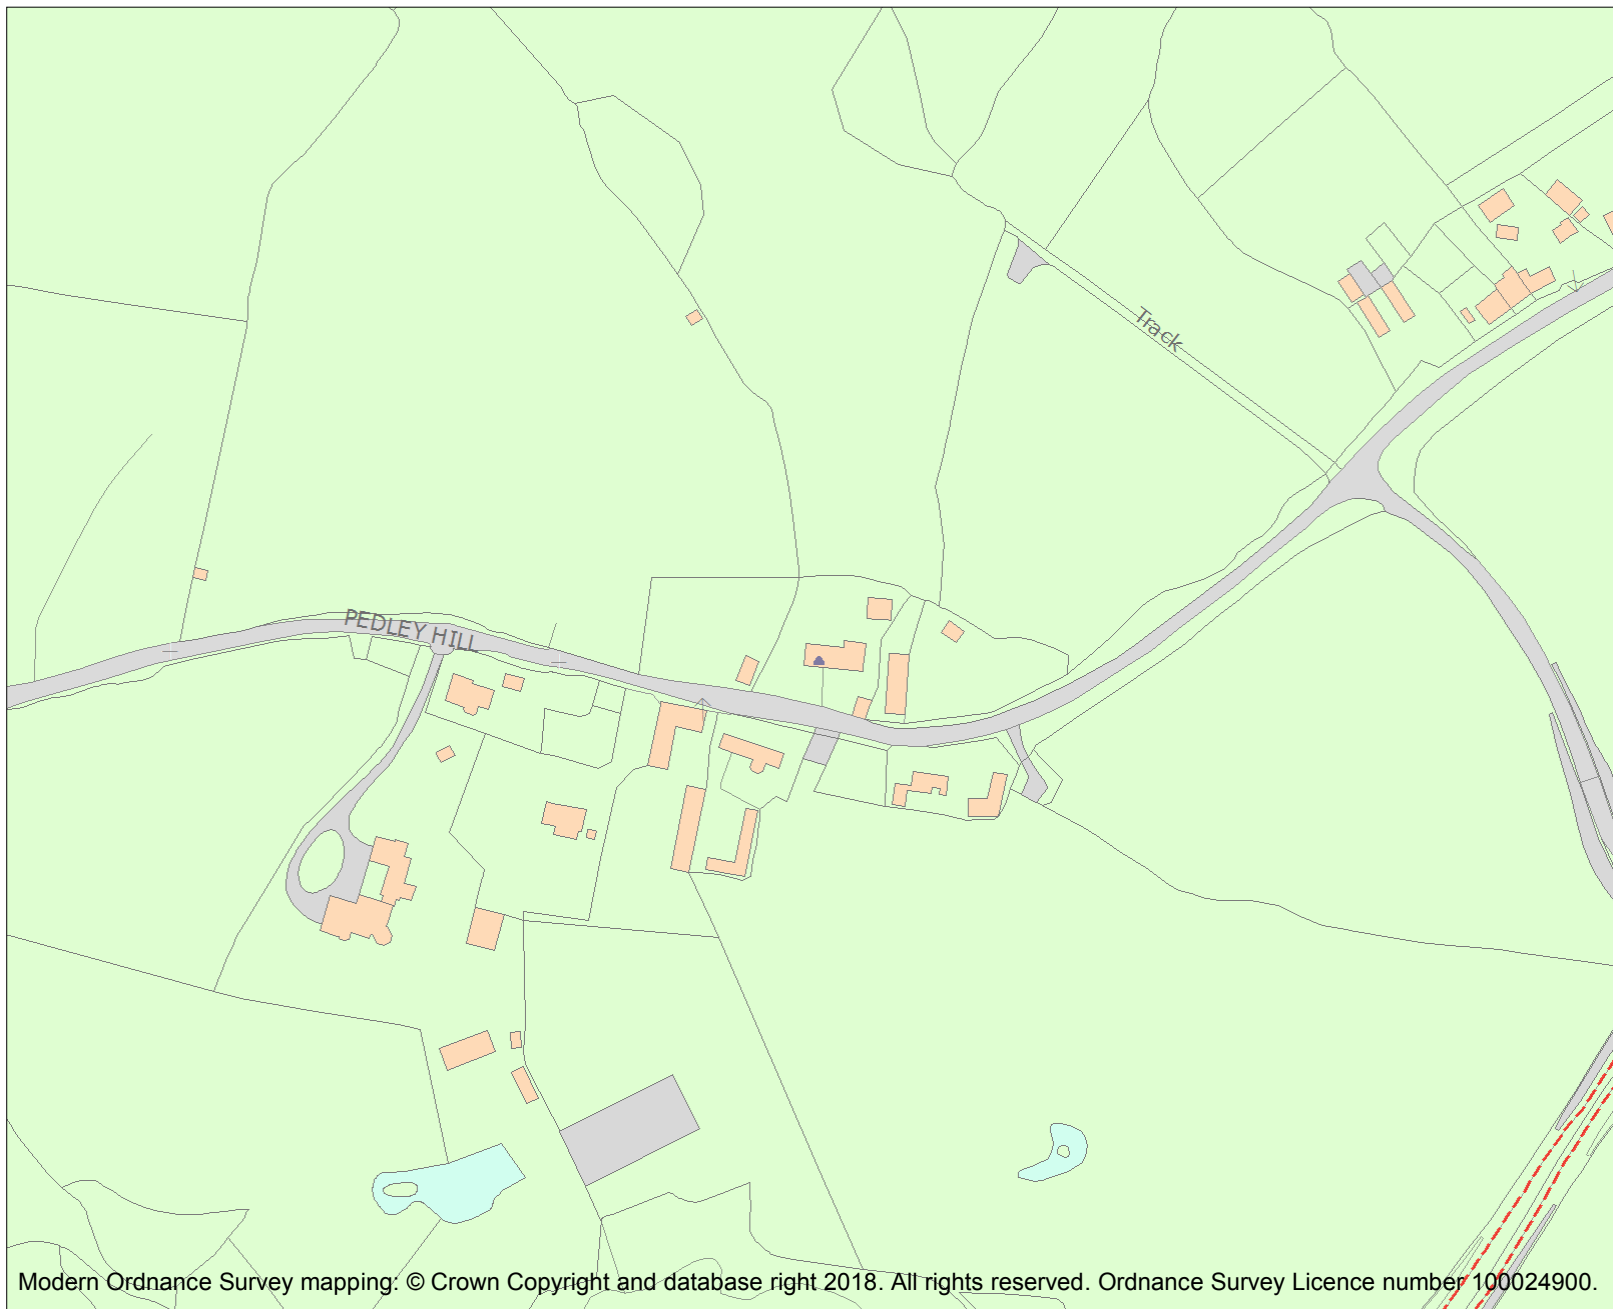 Track
PEDLEY HILL
Modern Ordnance Survey mapping: © Crown Copyright and database right 2018. All rights reserved. Ordnance Survey Licence number 100024900.